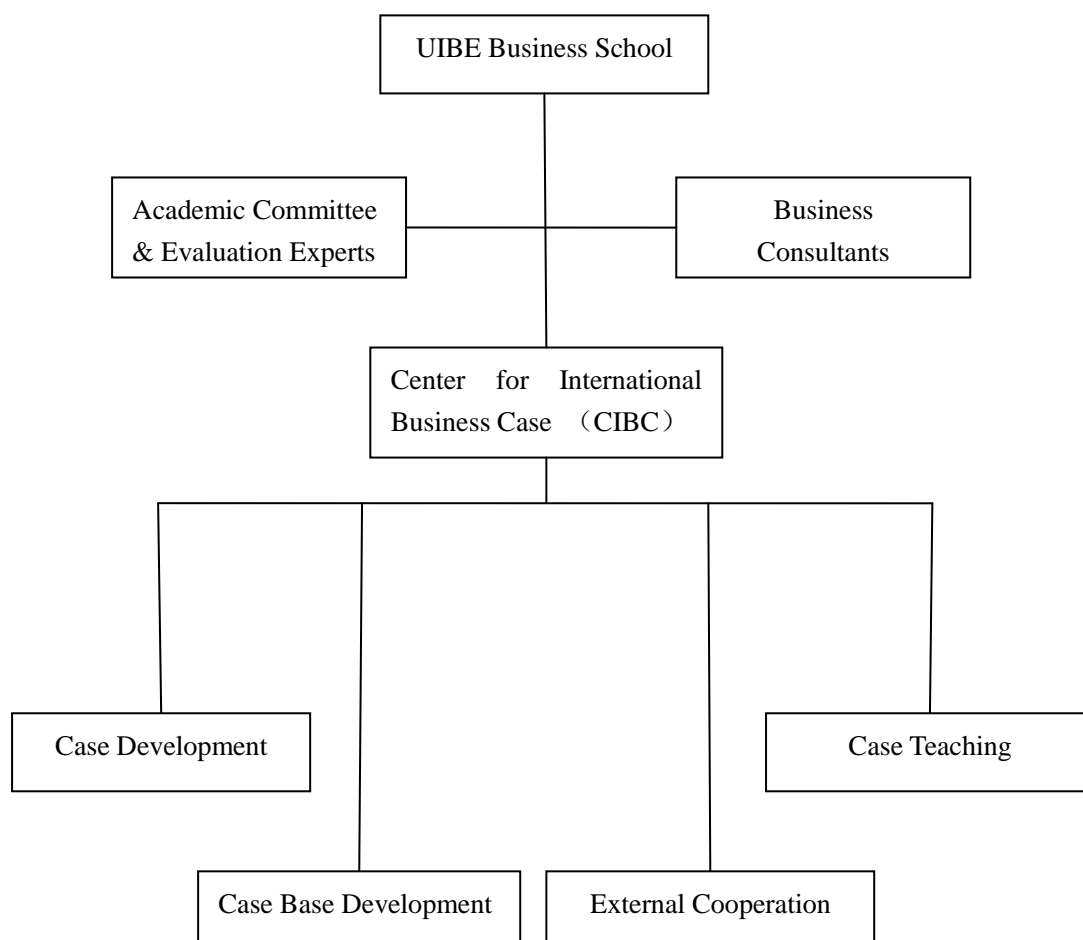 UIBE Business School
Academic Committee
& Evaluation Experts
Business
Consultants
Center for International
Business Case （CIBC）
Case Development
Case Teaching
Case Base Development
External Cooperation